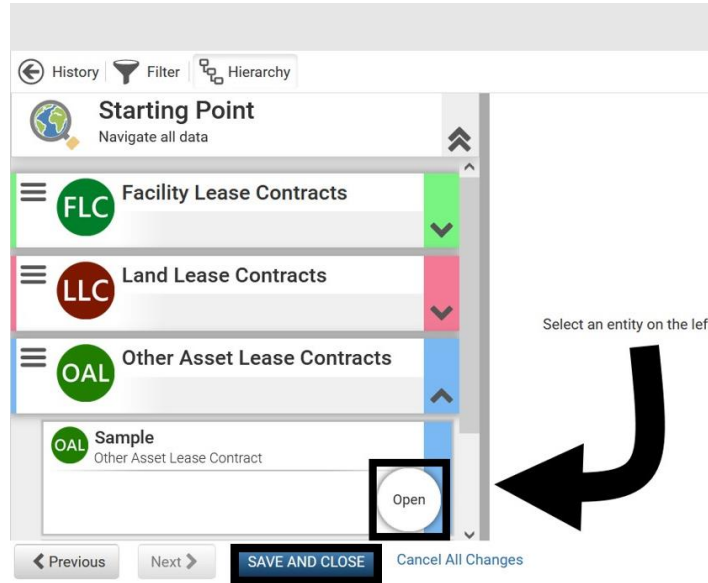 History Filter Hierarchy
Starting Point
Navigate all data
FLC Facility Lease Contracts
LLC Land Lease Contracts
Select an entity on the lef
OAL Other Asset Lease Contracts
OAL Sample
Other Asset Lease Contract
Open
Previous Next SAVE AND CLOSE Cancel All Changes